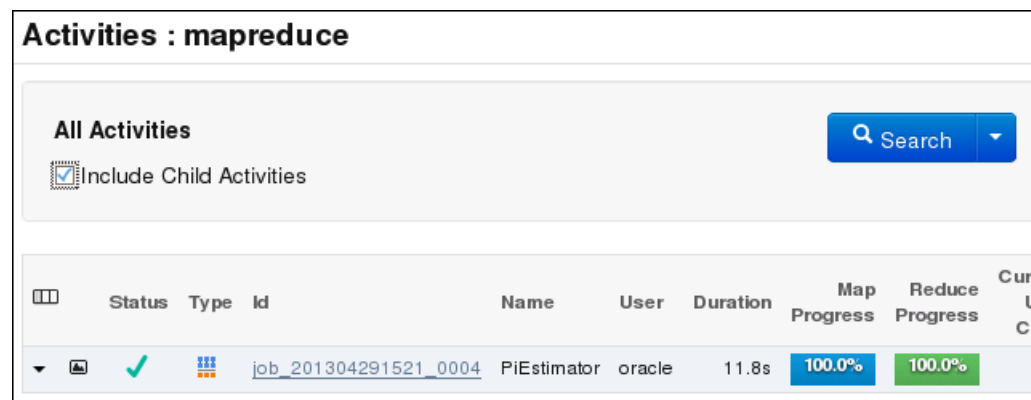 Activities : mapreduce
All Activities
Search
Include Child Activities
Status Type Id Name User Duration Map Progress Reduce Progress
job_201304291521_0004 PiEstimator oracle 11.8s 100.0% 100.0%